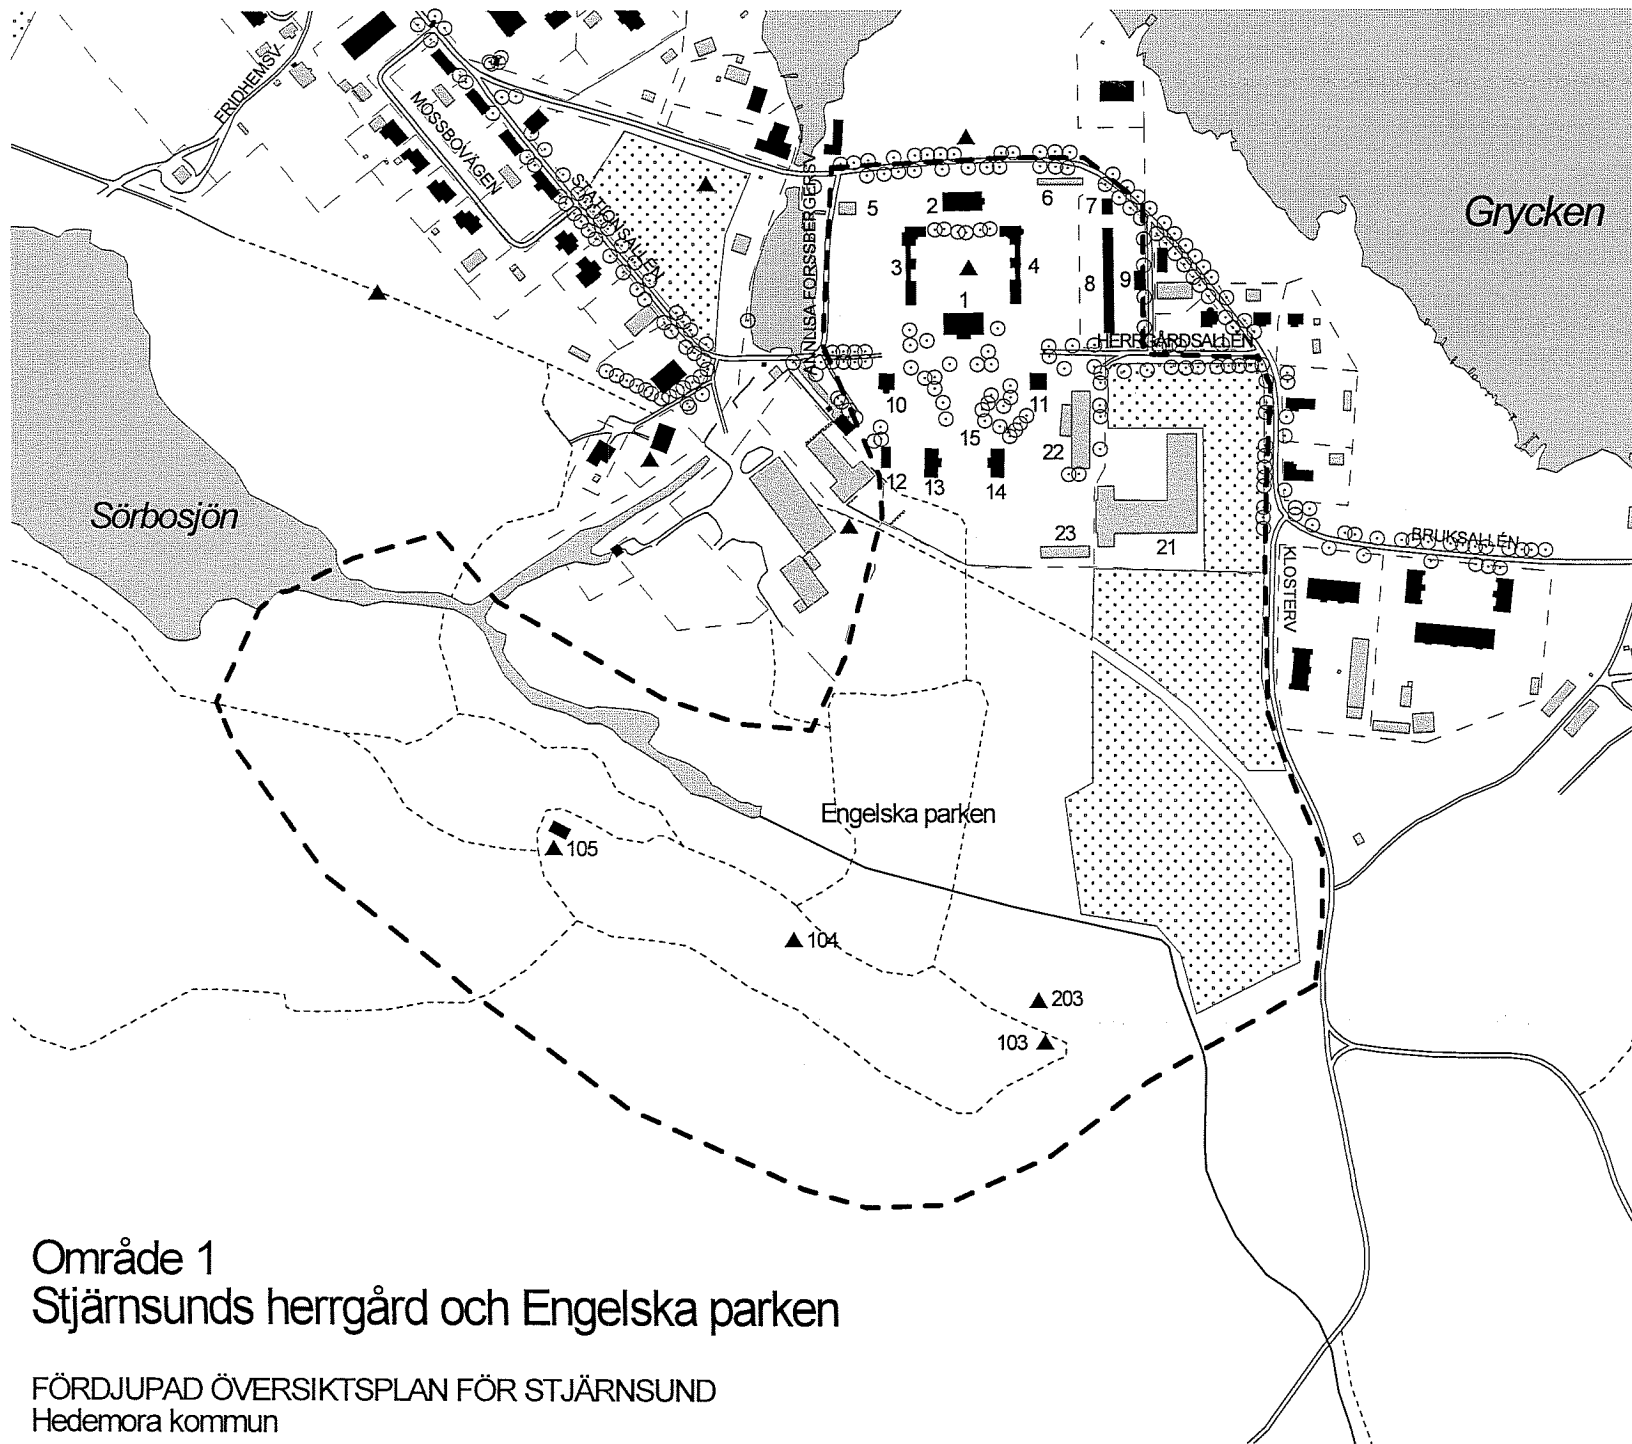 FRIDHEMSV
MOSSBOVÄGEN
STATIONSALLÉN
ANNLISA FORSSBERGERSV
Grycken
5
2
6
7
3
4
8
9
1
HERRGÅRDSALLÉN
10
11
15
22
12
13
14
Sörbosjön
23
21
BRUKSALLÉN
KLOSTERV
Engelska parken
105
104
203
103
Område 1
Stjärnsunds herrgård och Engelska parken
FÖRDJUPAD ÖVERSIKTSPLAN FÖR STJÄRNSUND
Hedemora kommun